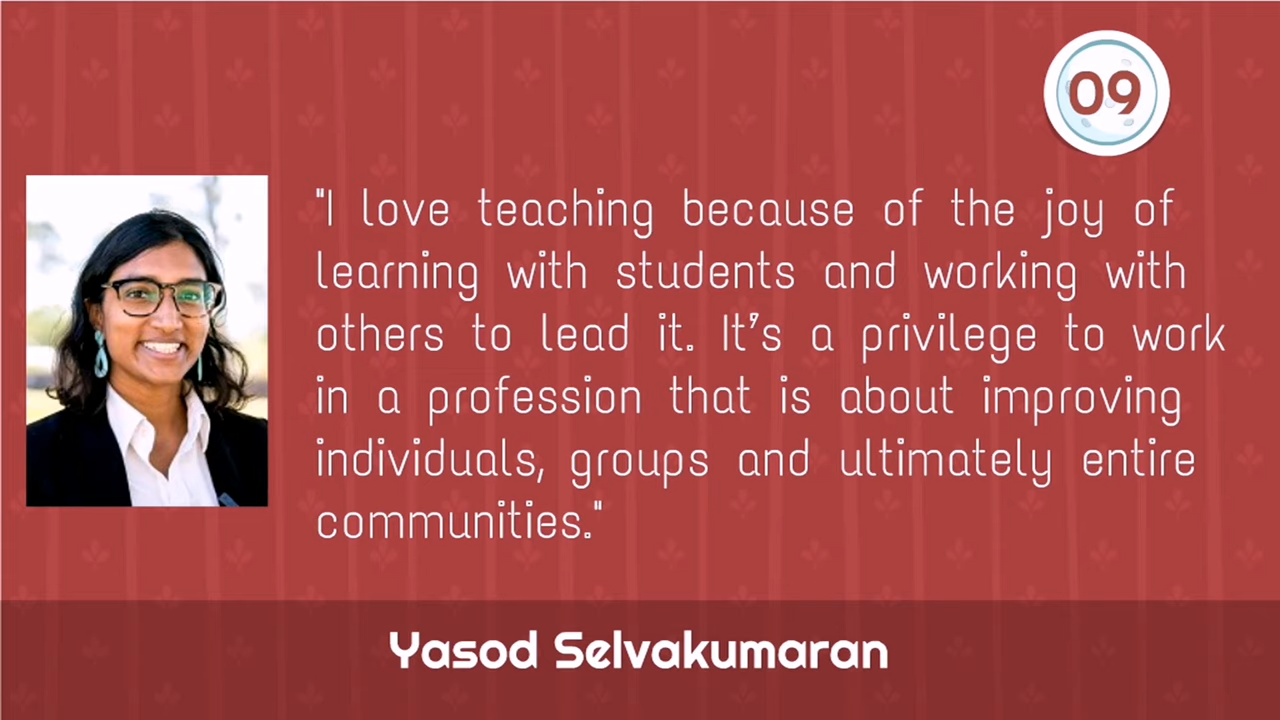 09
"I love teaching because of the joy of
learning with students and working with
others to lead it. It's a privilege to work
in a profession that is about improving
individuals, groups and ultimately entire
communities."
Yasod Selvakumaran